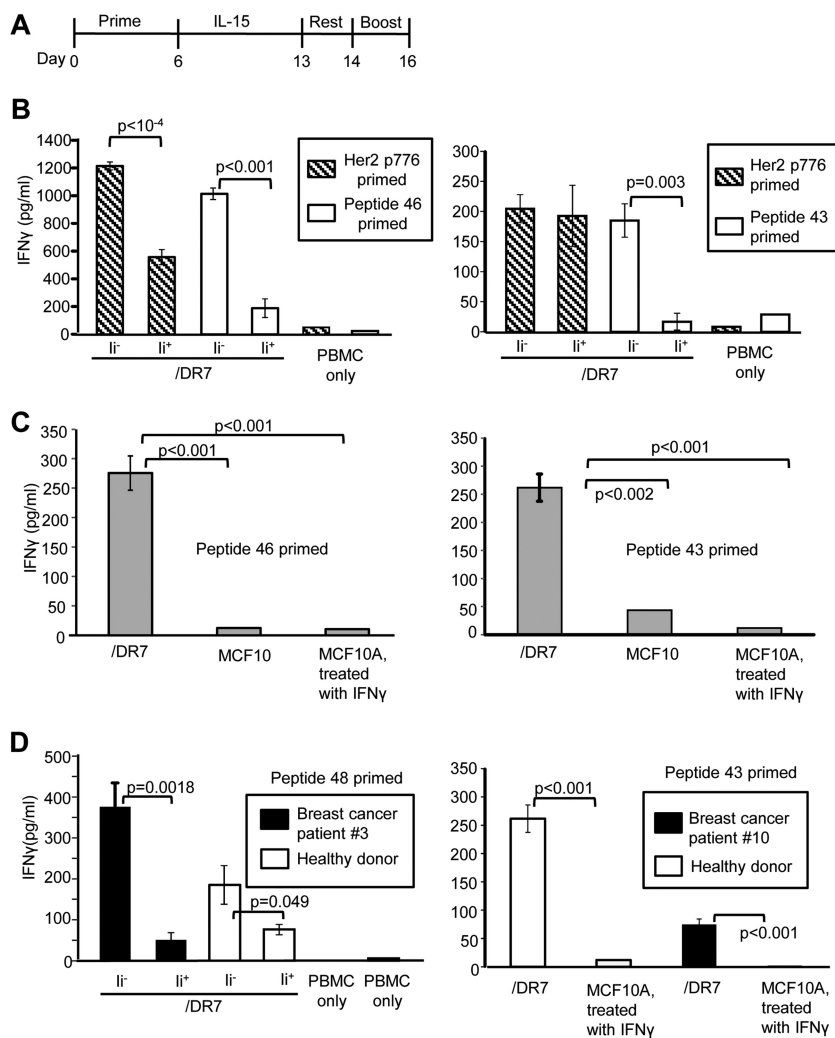 A
Prime IL-15 Rest Boost
Day 0 6 13 14 16
B
p<10-4
p<0.001
IFNγ (pg/ml)
1400
1200
1000
800
600
400
200
0
Her2 p776
primed
Peptide 46
primed
Ii- Ii+ Ii- Ii+
/DR7
PBMC
only
300
250
200
150
100
50
0
p=0.003
Her2 p776
primed
Peptide 43
primed
Ii- Ii+ Ii- Ii+
/DR7
PBMC
only
C
IFNγ (pg/ml)
350
300
250
200
150
100
50
0
p<0.001
p<0.001
Peptide 46 primed
/DR7 MCF10 MCF10A,
treated
with IFNγ
350
300
250
200
150
100
50
0
p<0.001
p<0.002
Peptide 43 primed
/DR7 MCF10 MCF10A,
treated
with IFNγ
D
IFNγ(pg/ml)
500
400
300
200
100
0
p=0.0018
p=0.049
Peptide 48 primed
Breast cancer
patient #3
Healthy donor
Ii- Ii+ Ii- Ii+ PBMC PBMC
only only
/DR7
350
300
250
200
150
100
50
0
p<0.001
p<0.001
Peptide 43 primed
Breast cancer
patient #10
Healthy donor
/DR7 MCF10A, /DR7 MCF10A,
treated treated
with IFNγ with IFNγ